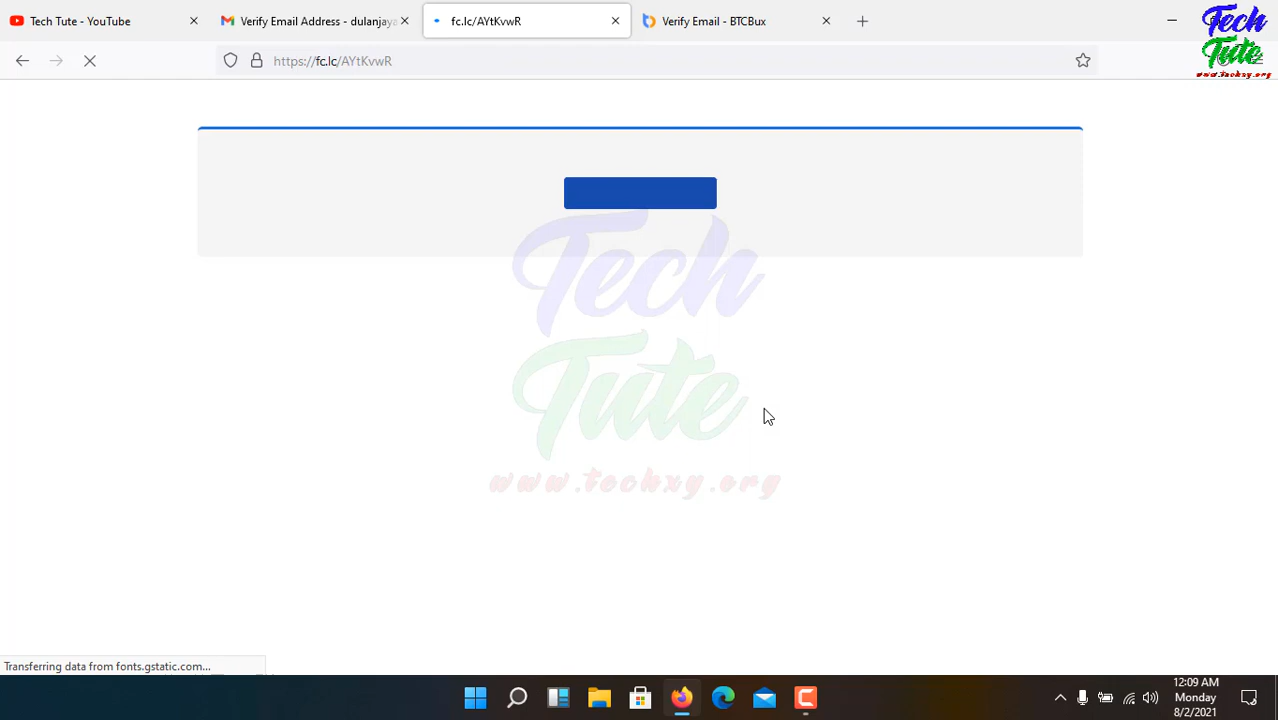 Tech Tute - YouTube
Verify Email Address - dulanjaya
fc.lc/AYtKvwR
Verify Email - BTCBux
Tech
Tute
www.techxy.org
https://fc.lc/AYtKvwR
Tech
Tute
www.techxy.org
Transferring data from fonts.gstatic.com...
12:09 AM
Monday
8/2/2021